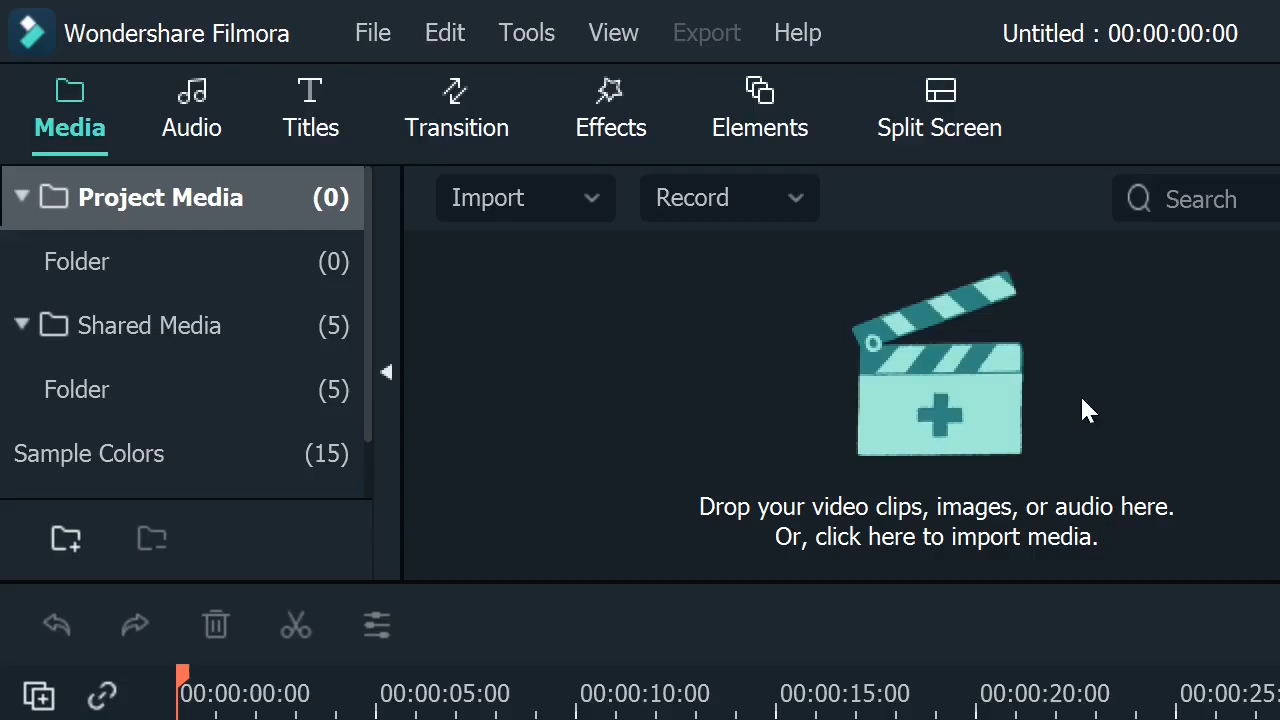 Wondershare Filmora File Edit Tools View Export Help Untitled : 00:00:00:00
Media Audio Titles Transition Effects Elements Split Screen
Project Media (0)
Import Record Search
Folder (0)
Shared Media (5)
Folder (5)
Sample Colors (15)
Drop your video clips, images, or audio here.
Or, click here to import media.
00:00:00:00 00:00:05:00 00:00:10:00 00:00:15:00 00:00:20:00 00:00:25: